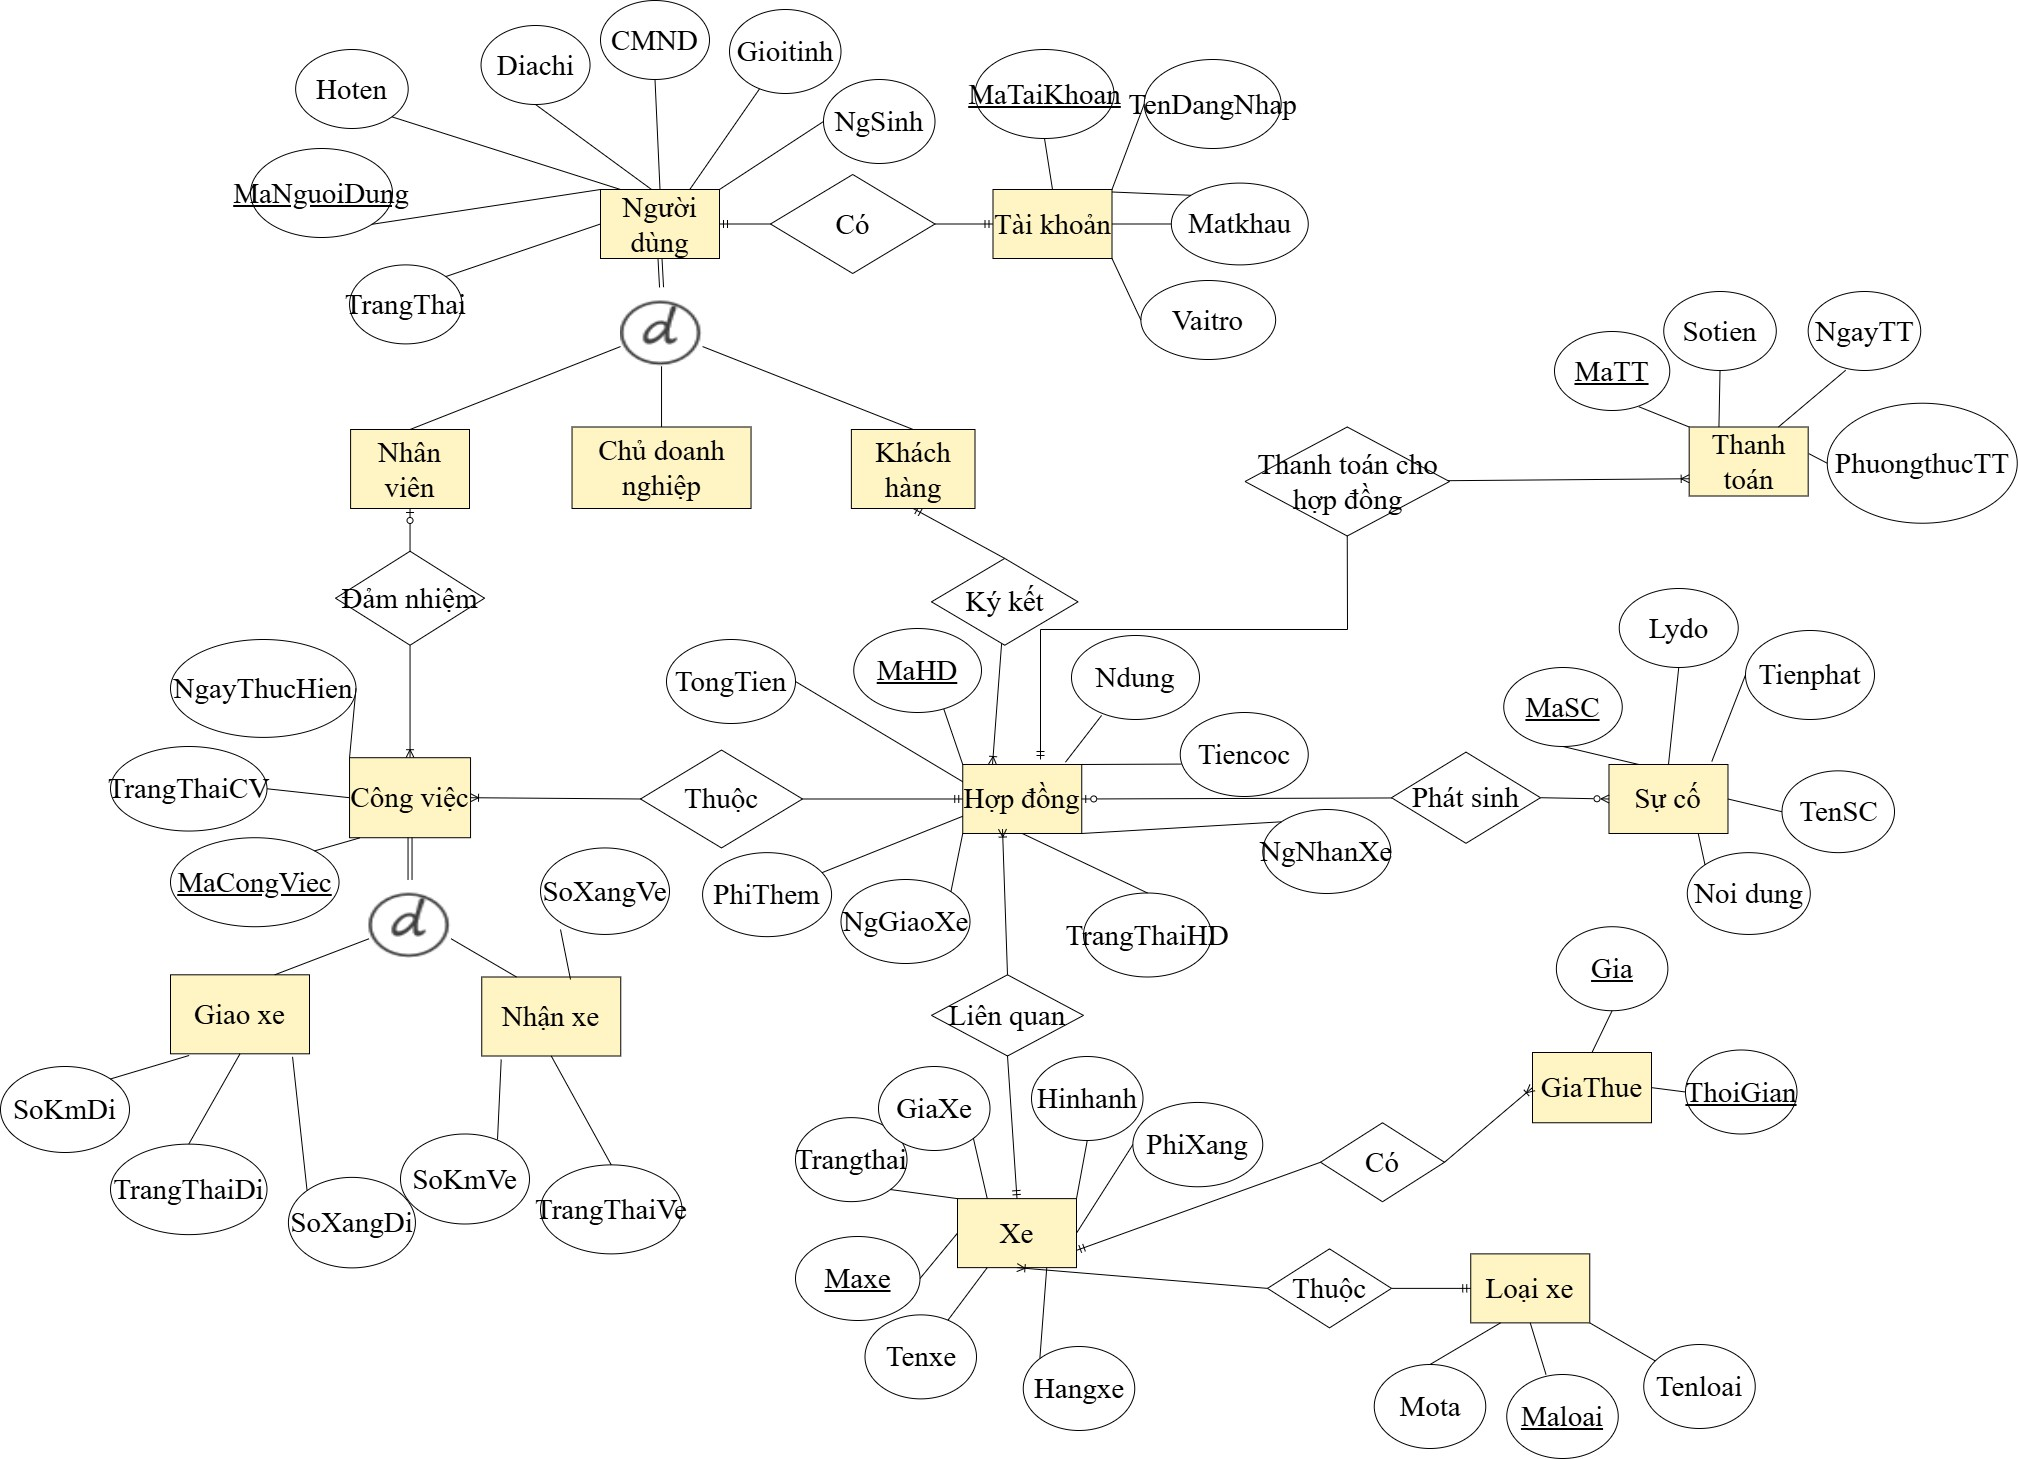 CMND
Gioitinh
Diachi
Hoten
MaTaiKhoan
TenDangNhap
NgSinh
MaNguoiDung
Người
dùng
Có
Tài khoản
Matkhau
TrangThai
Vaitro
d
Sotien
NgayTT
MaTT
Nhân
viên
Chủ doanh
nghiệp
Khách
hàng
Thanh toán cho
hợp đồng
Thanh
toán
PhuongthucTT
Đảm nhiệm
Ký kết
Lydo
NgayThucHien
TongTien
MaHD
Ndung
Tienphat
MaSC
Tiencoc
TrangThaiCV
Công việc
Thuộc
Hợp đồng
Phát sinh
Sự cố
TenSC
NgNhanXe
MaCongViec
SoXangVe
PhiThem
NgGiaoXe
TrangThaiHD
Noi dung
d
Gia
Giao xe
Nhận xe
Liên quan
GiaThue
ThoiGian
SoKmDi
GiaXe
Hinhanh
PhiXang
Trangthai
Có
TrangThaiDi
SoKmVe
SoXangDi
TrangThaiVe
Xe
Maxe
Thuộc
Loại xe
Tenxe
Hangxe
Mota
Maloai
Tenloai